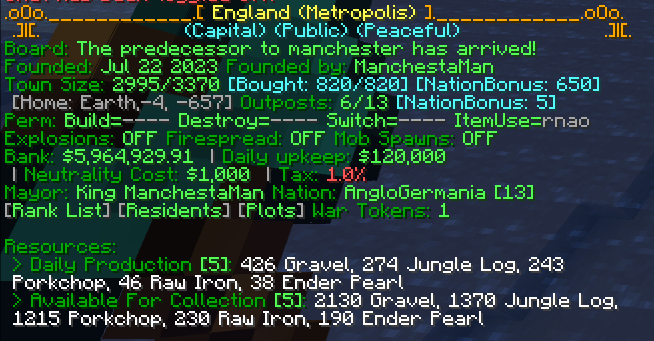 .oOo._____________.[ England (Metropolis) ]._____________.oOo.
.][. (Capital) (Public) (Peaceful) .][.
Board: The predecessor to manchester has arrived!
Founded: Jul 22 2023 Founded by: ManchestaMan
Town Size: 2995/3370 [Bought: 820/820] [NationBonus: 650]
[Home: Earth,-4, -657] Outposts: 6/13 [NationBonus: 5]
Perm: Build=---- Destroy=---- Switch=---- ItemUse=rnao
Explosions: OFF Firespread: OFF Mob Spawns: OFF
Bank: $5,964,929.91 | Daily upkeep: $120,000
| Neutrality Cost: $1,000 | Tax: 1.0%
Mayor: King ManchestaMan Nation: AngloGermania [13]
[Rank List] [Residents] [Plots] War Tokens: 1
Resources:
> Daily Production [5]: 426 Gravel, 274 Jungle Log, 243
Porkchop, 46 Raw Iron, 38 Ender Pearl
> Available For Collection [5]: 2130 Gravel, 1370 Jungle Log,
1215 Porkchop, 230 Raw Iron, 190 Ender Pearl